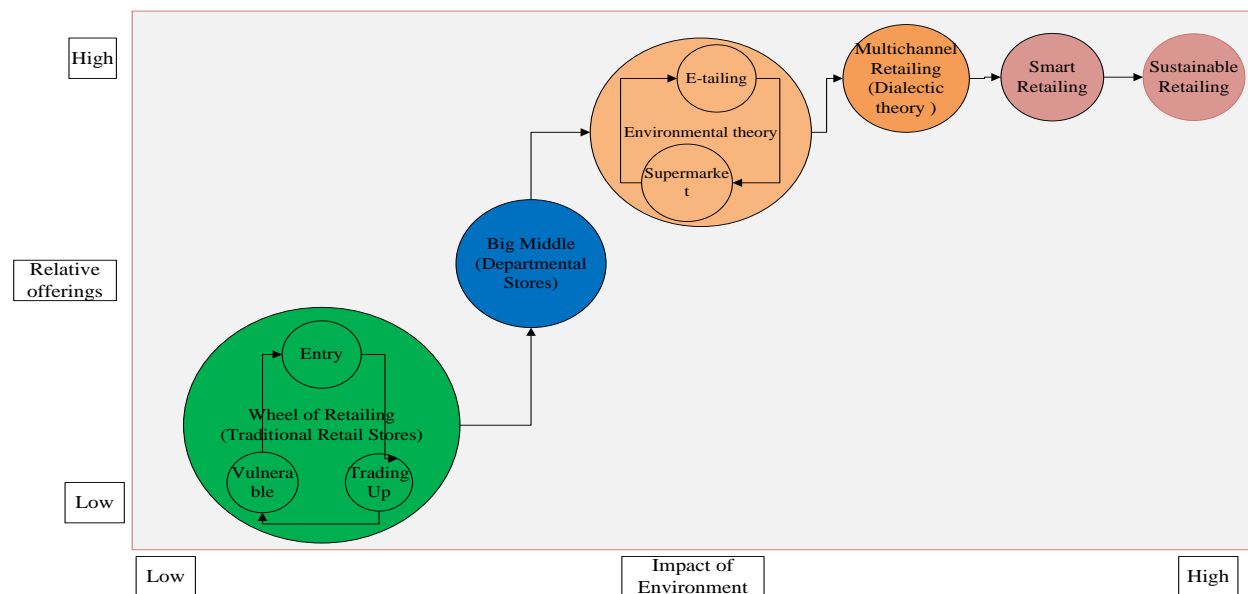 High
Relative
offerings
Low
Low
Impact of
Environment
High
Entry
Wheel of Retailing
(Traditional Retail Stores)
Vulnera
ble
Trading
Up
Big Middle
(Departmental
Stores)
E-tailing
Environmental theory
Supermarke
t
Multichannel
Retailing
(Dialectic
theory )
Smart
Retailing
Sustainable
Retailing